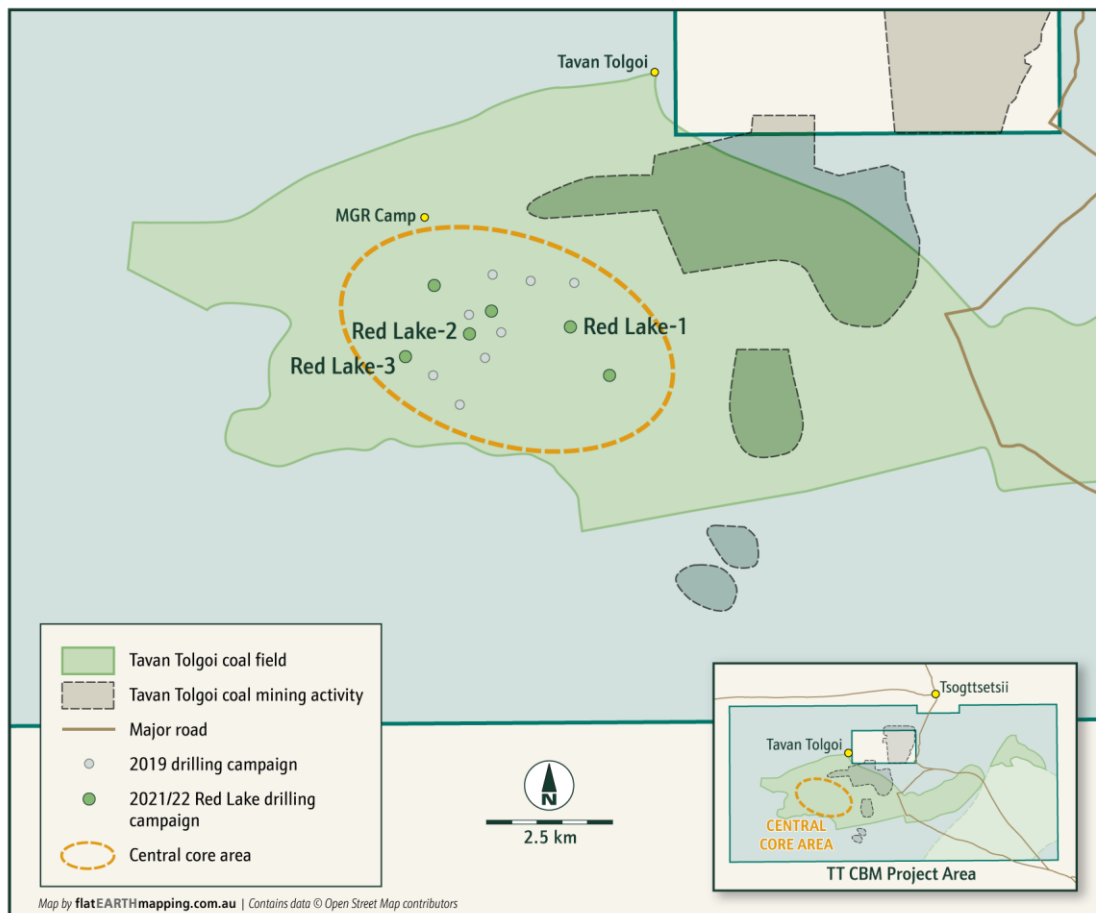 Tavan Tolgoi
MGR Camp
Red Lake-2
Red Lake-1
Red Lake-3
Tavan Tolgoi coal field
Tavan Tolgoi coal mining activity
Major road
2019 drilling campaign
2021/22 Red Lake drilling
campaign
Central core area
N
2.5 km
Tsogttsetsii
Tavan Tolgoi
CENTRAL
CORE AREA
TT CBM Project Area
Map by flatEARTHmapping.com.au | Contains data © Open Street Map contributors